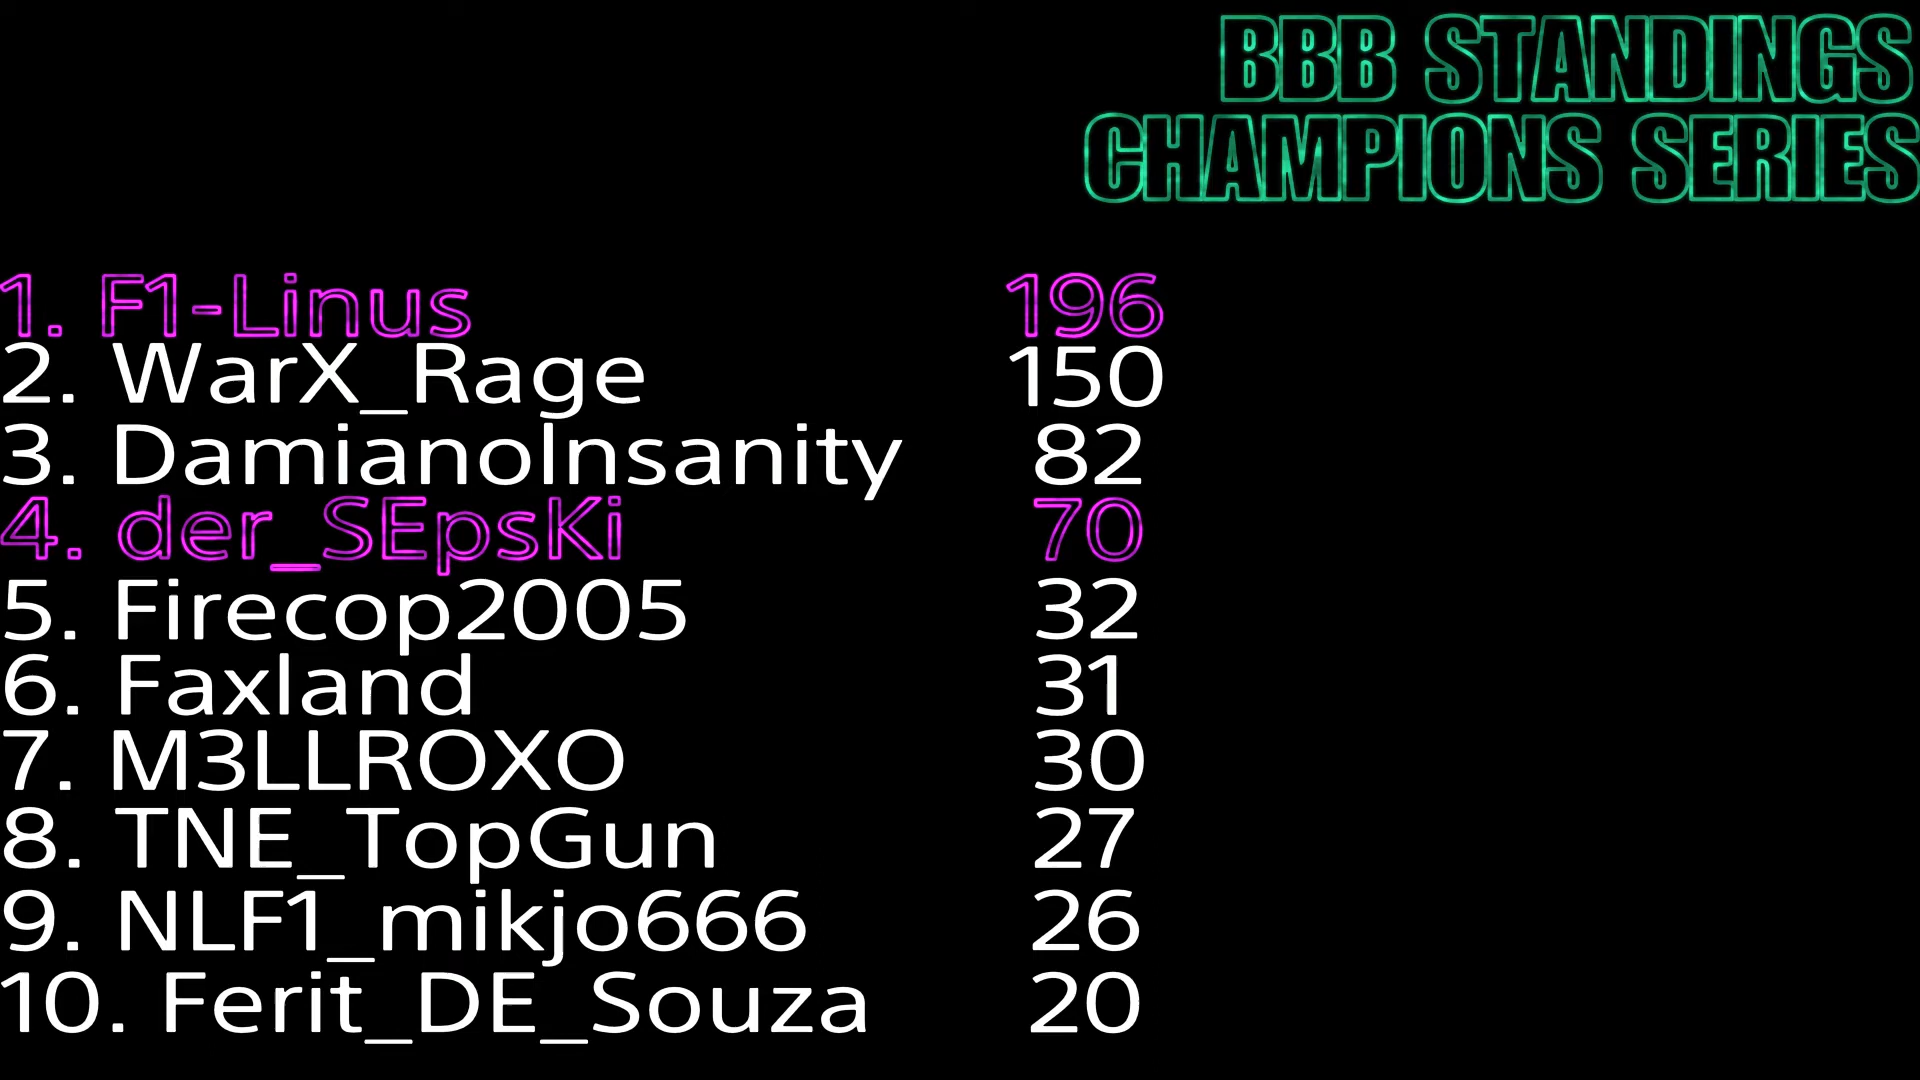 BBB STANDINGS
CHAMPIONS SERIES
1. F1-Linus 196
2. WarX_Rage 150
3. DamianoInsanity 82
4. der_SEpsKi 70
5. Firecop2005 32
6. Faxland 31
7. M3LLROXO 30
8. TNE_TopGun 27
9. NLF1_mikjo666 26
10. Ferit_DE_Souza 20